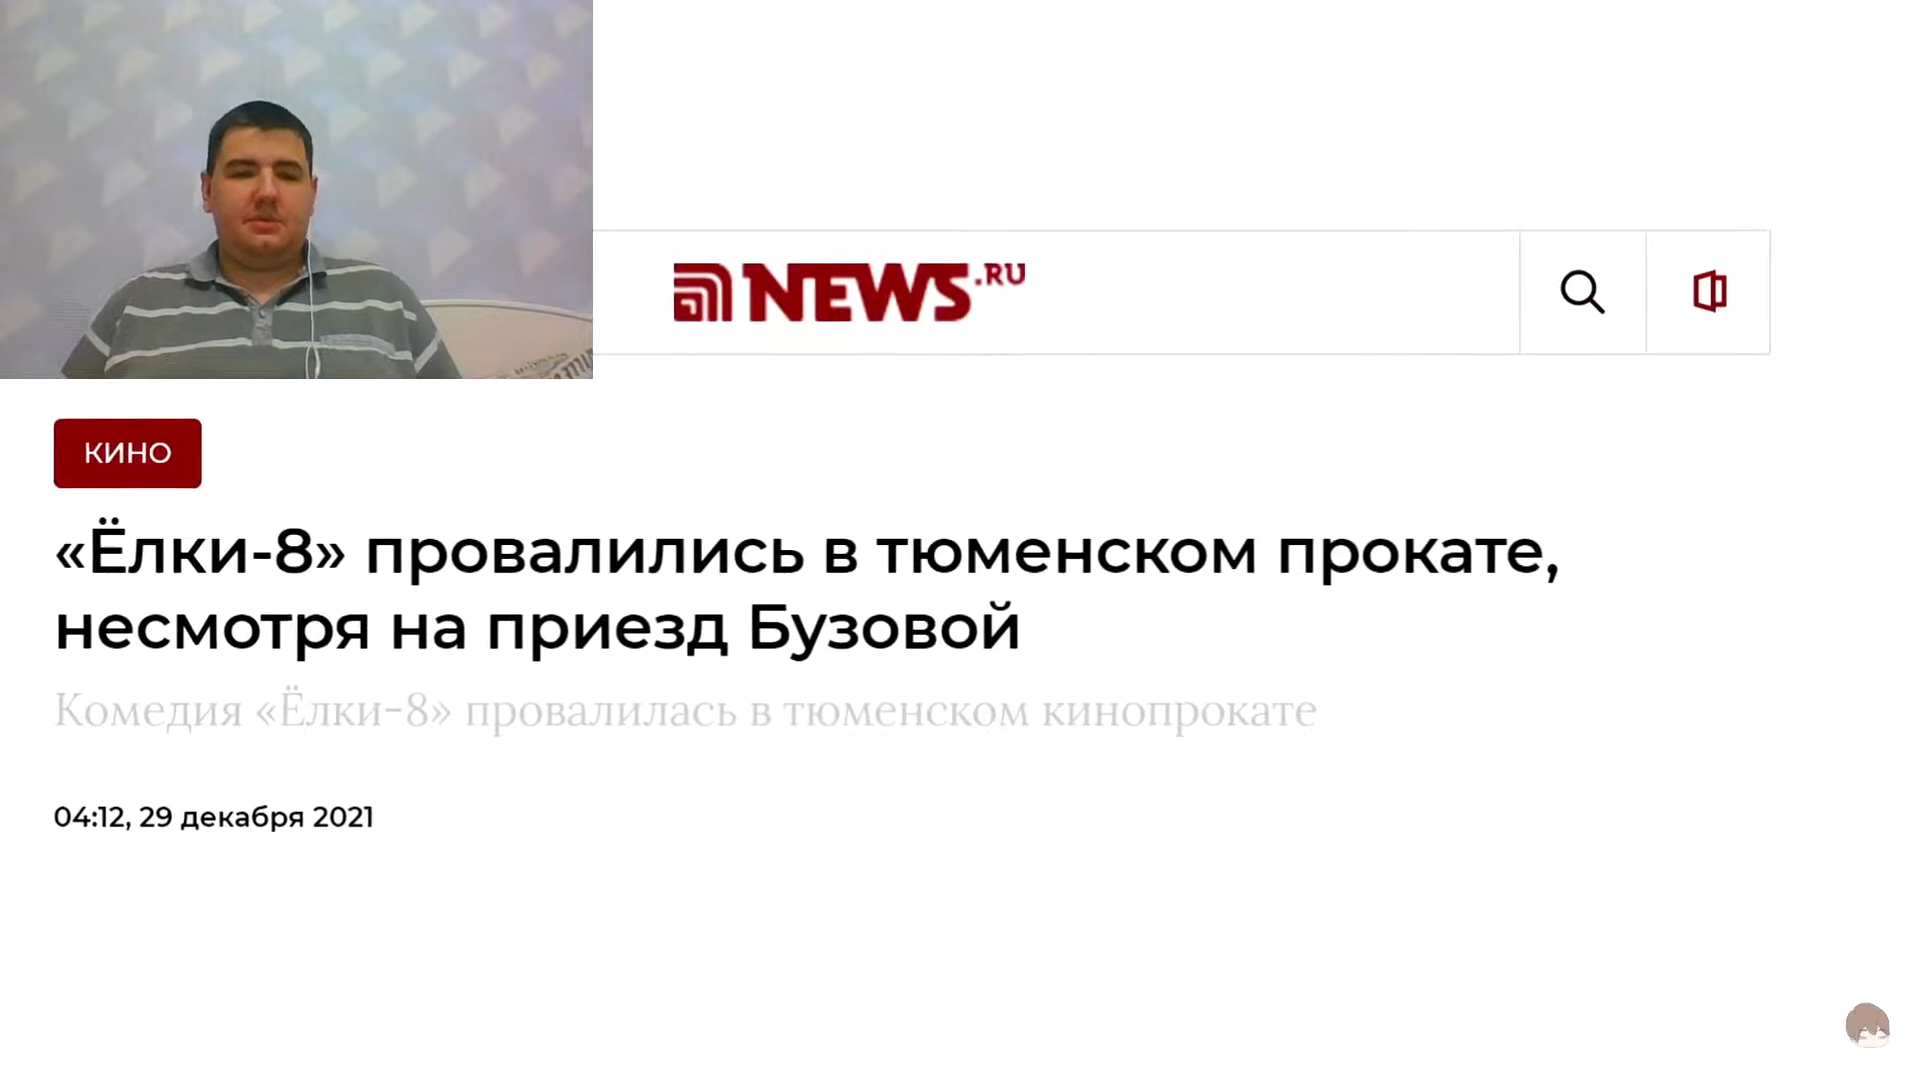 NEWS.RU
КИНО
«Ёлки-8» провалились в тюменском прокате,
несмотря на приезд Бузовой
Комедия «Ёлки-8» провалилась в тюменском кинопрокате
04:12, 29 декабря 2021